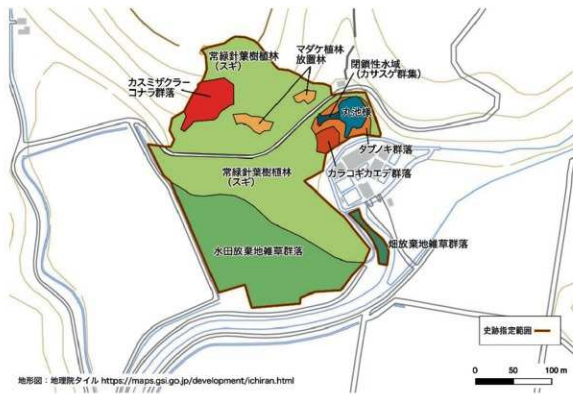 常緑針葉樹植林
(スギ)
マダケ植林
放置林
閉鎖性水域
(カサスゲ群集)
カスミザクラー
コナラ群落
丸池様
タブノキ群落
カラコギカエデ群落
常緑針葉樹植林
(スギ)
水田放棄地雑草群落
畑放棄地雑草群落
史跡指定範囲
地形図：地理院タイル https://maps.gsi.go.jp/development/ichiran.html
0 50 100 m